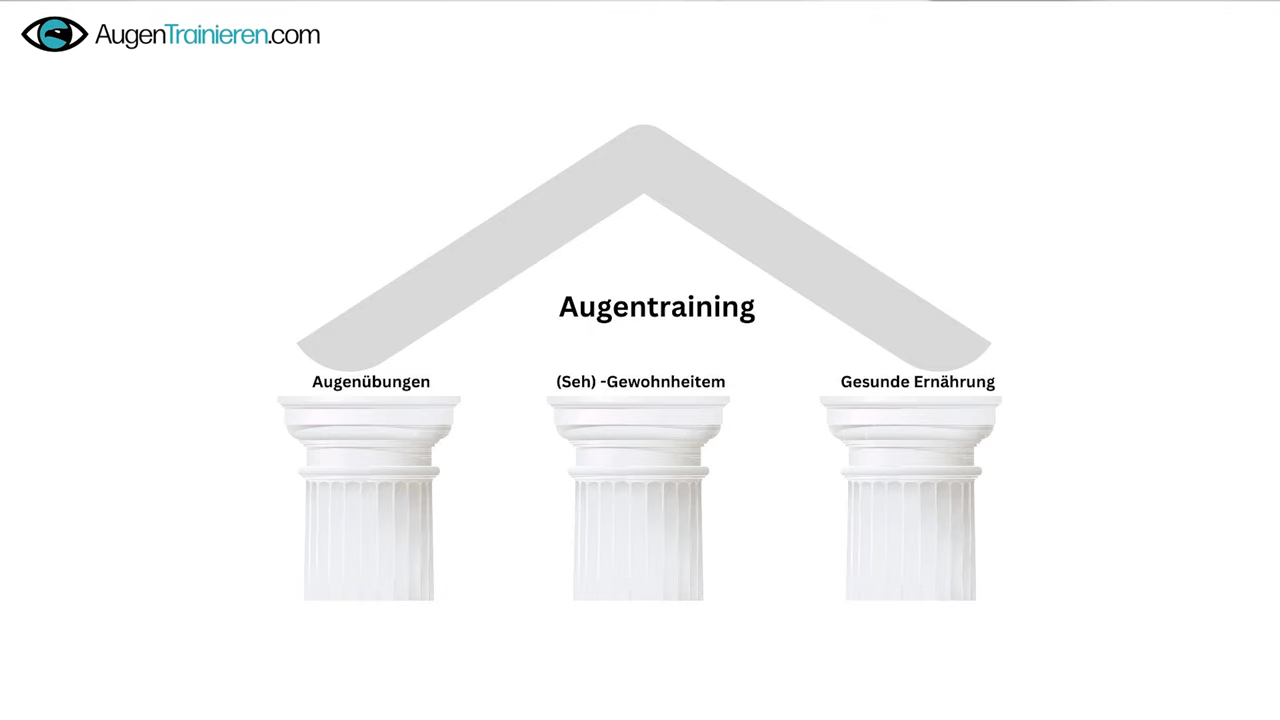 AugenTrainieren.com
Augentraining
Augenübungen
(Seh) -Gewohnheitem
Gesunde Ernährung